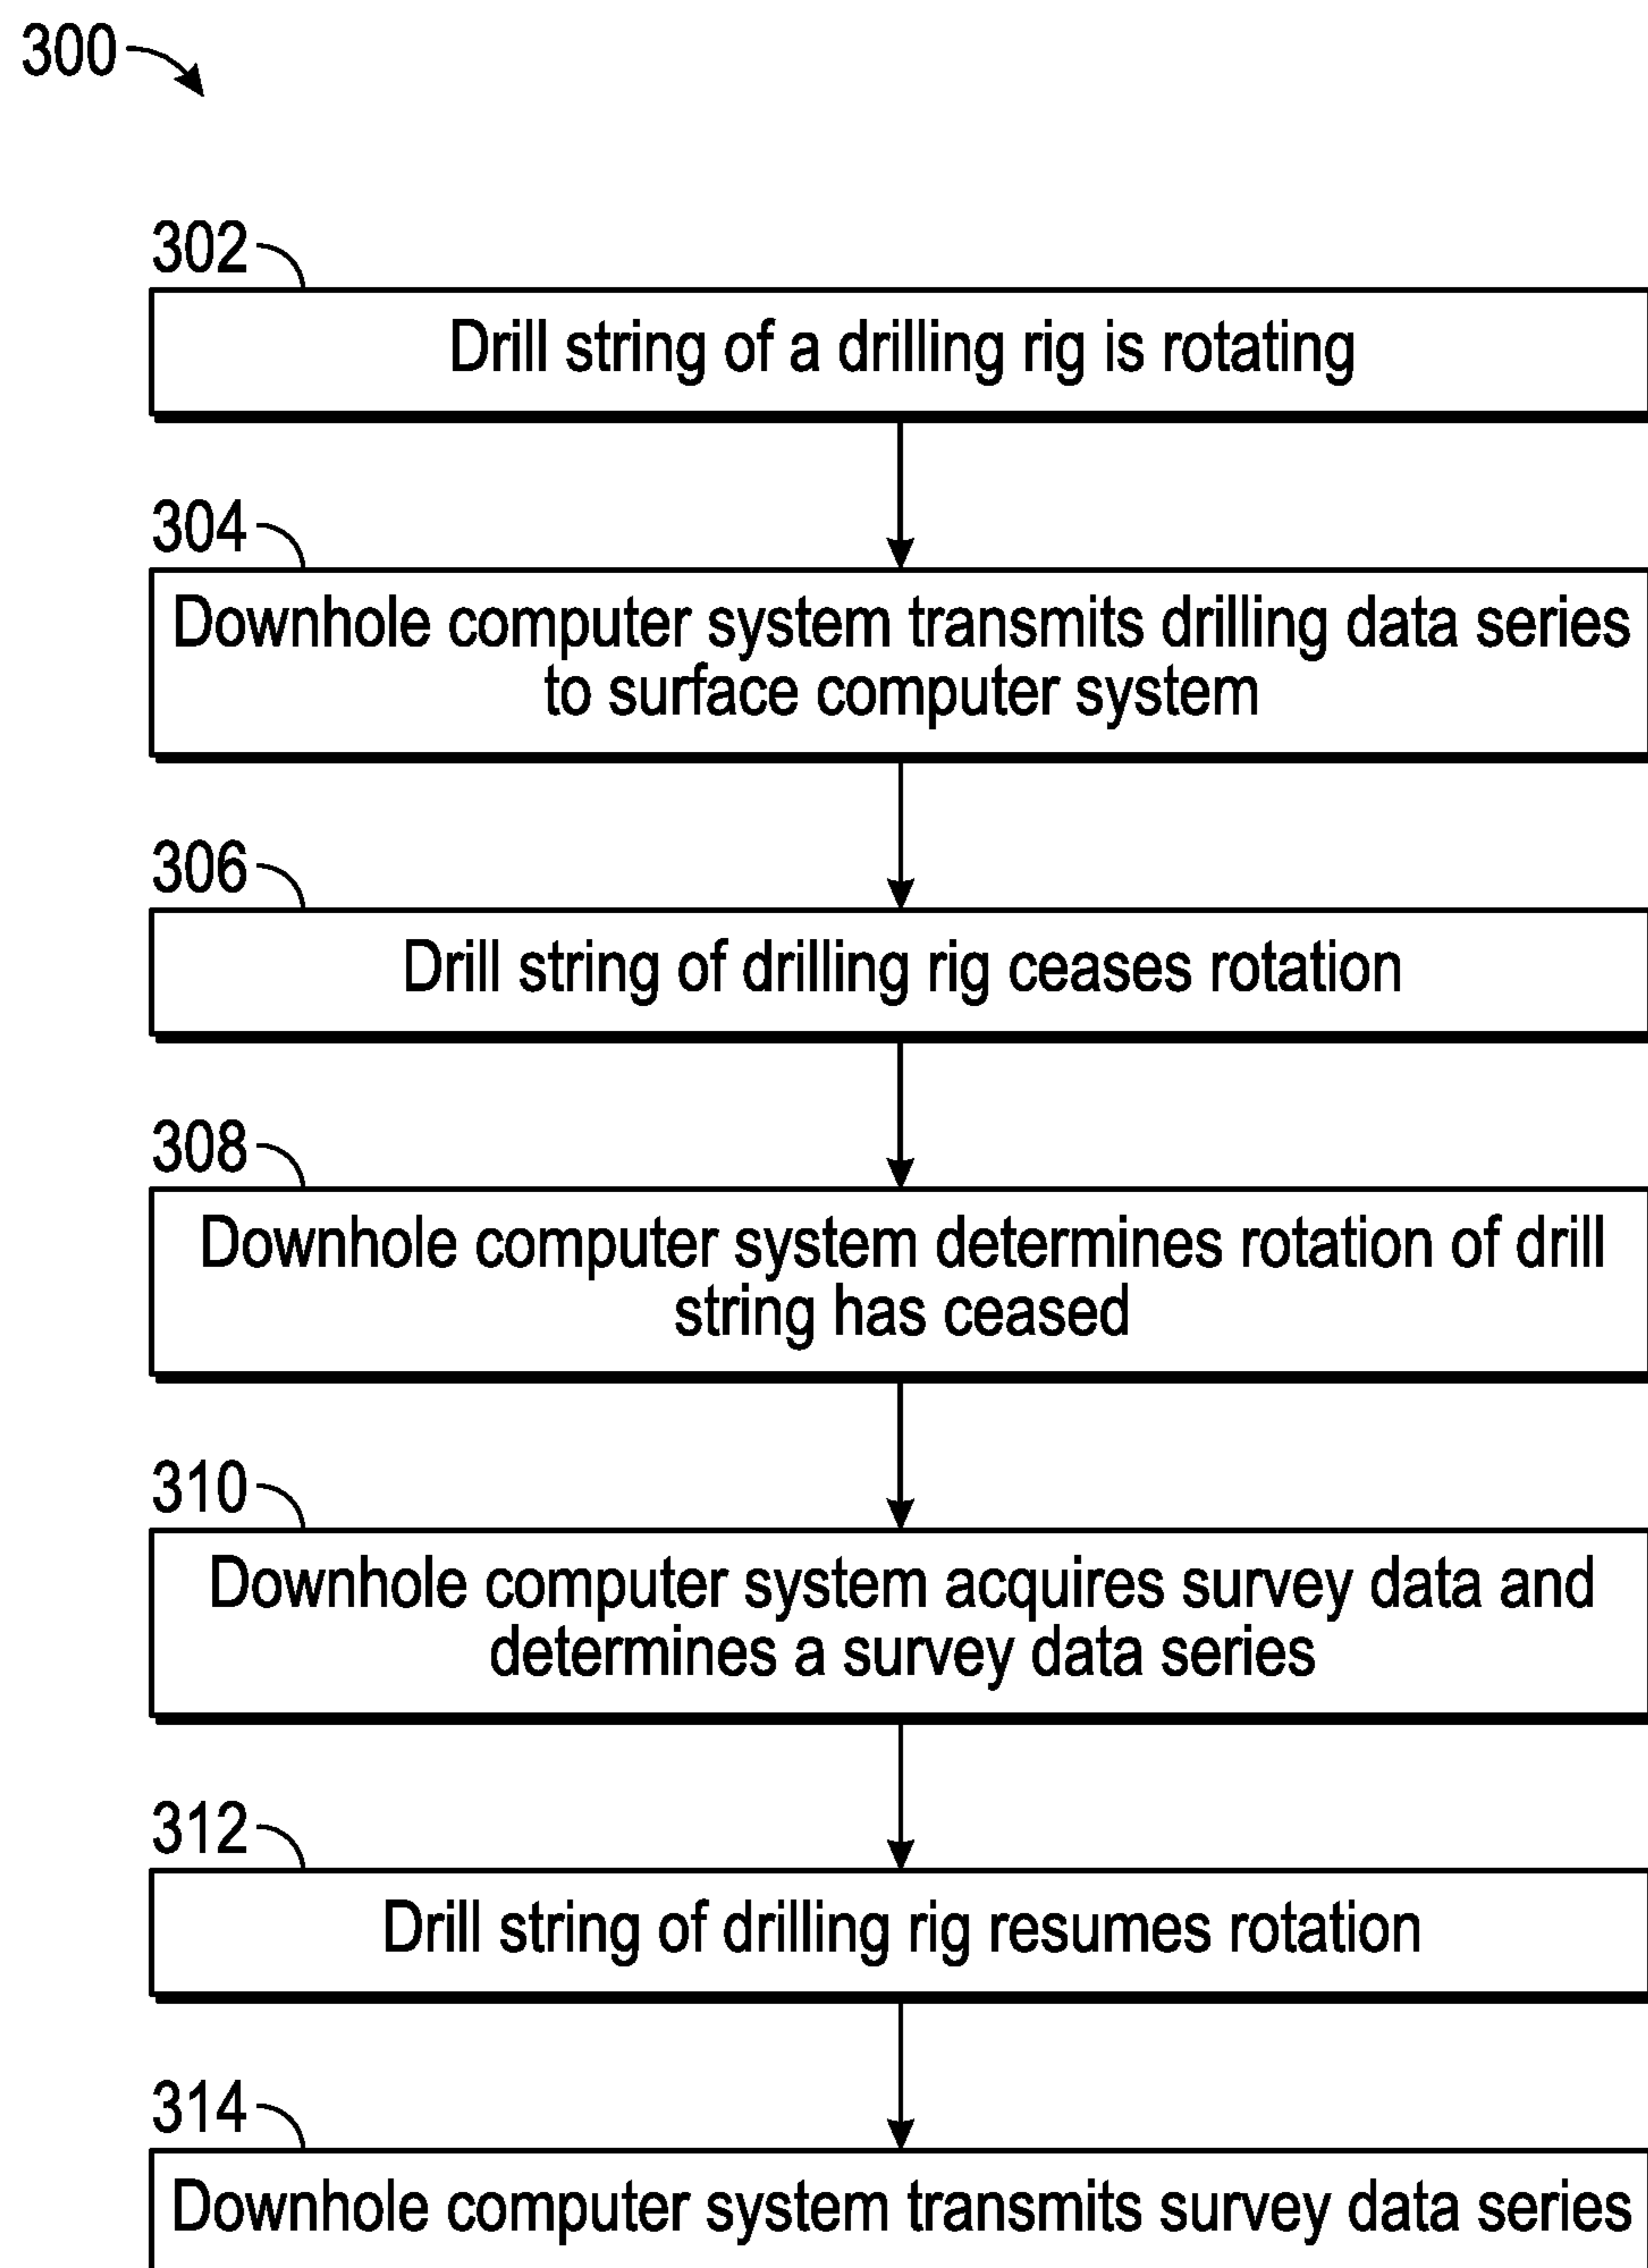 300
302
Drill string of a drilling rig is rotating
304
Downhole computer system transmits drilling data series
to surface computer system
306
Drill string of drilling rig ceases rotation
308
Downhole computer system determines rotation of drill
string has ceased
310
Downhole computer system acquires survey data and
determines a survey data series
312
Drill string of drilling rig resumes rotation
314
Downhole computer system transmits survey data series